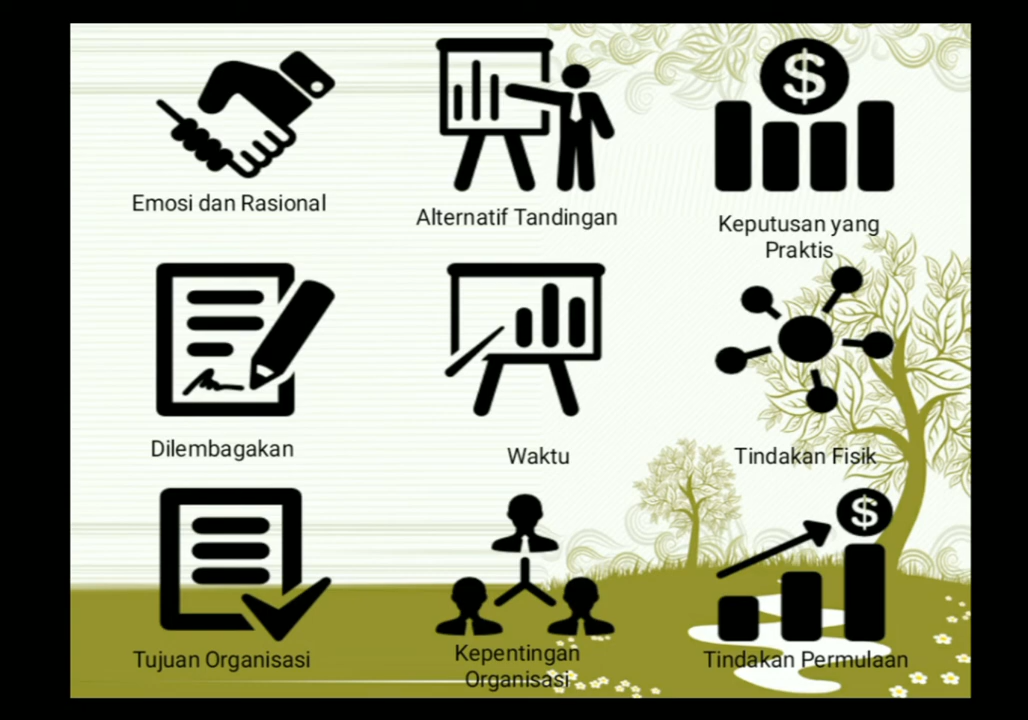 Emosi dan Rasional
Alternatif Tandingan
Keputusan yang
Praktis
Dilembagakan
Waktu
Tindakan Fisik
Tujuan Organisasi
Kepentingan
Organisasi
Tindakan Permulaan